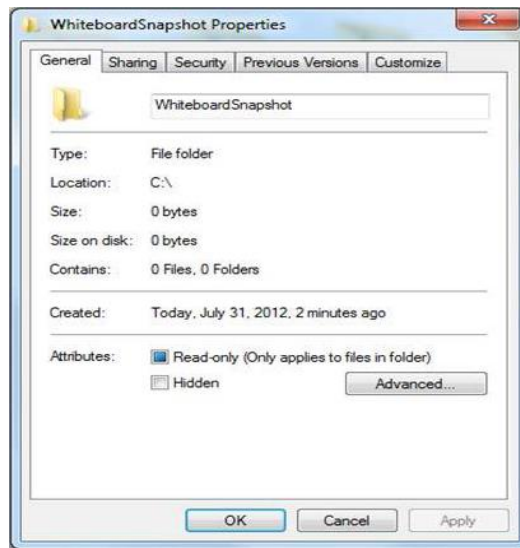 WhiteboardSnapshot Properties
General Sharing Security Previous Versions Customize
WhiteboardSnapshot
Type: File folder
Location: C:\
Size: 0 bytes
Size on disk: 0 bytes
Contains: 0 Files, 0 Folders
Created: Today, July 31, 2012, 2 minutes ago
Attributes: Read-only (Only applies to files in folder)
Hidden Advanced...
OK Cancel Apply